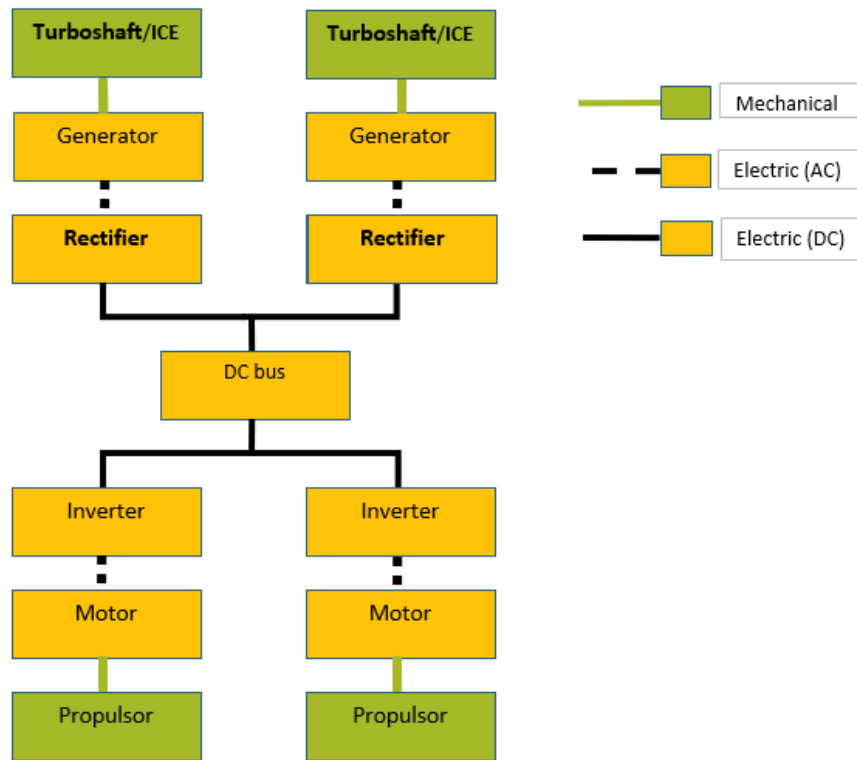 Turboshaft/ICE
Turboshaft/ICE
Mechanical
Generator
Generator
Electric (AC)
Rectifier
Rectifier
Electric (DC)
DC bus
Inverter
Inverter
Motor
Motor
Propulsor
Propulsor